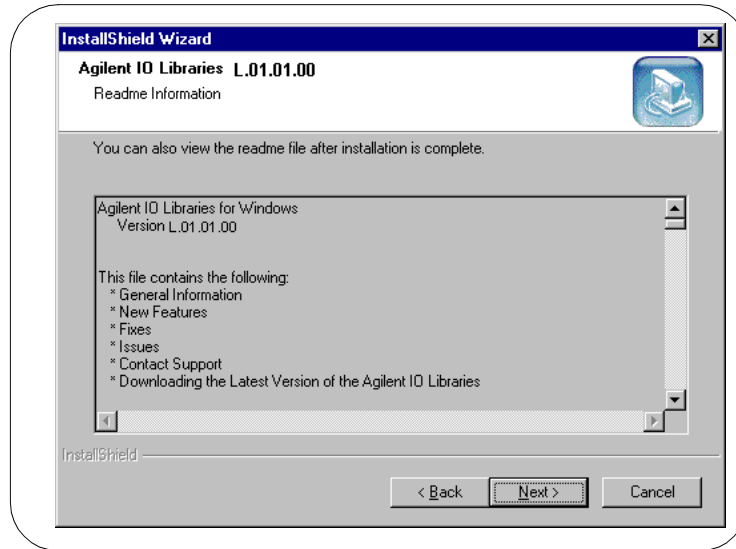 InstallShield Wizard
Agilent IO Libraries L.01.01.00
Readme Information
You can also view the readme file after installation is complete.
Agilent IO Libraries for Windows
Version L.01.01.00
This file contains the following:
* General Information
* New Features
* Fixes
* Issues
* Contact Support
* Downloading the Latest Version of the Agilent IO Libraries
InstallShield
< Back
Next >
Cancel